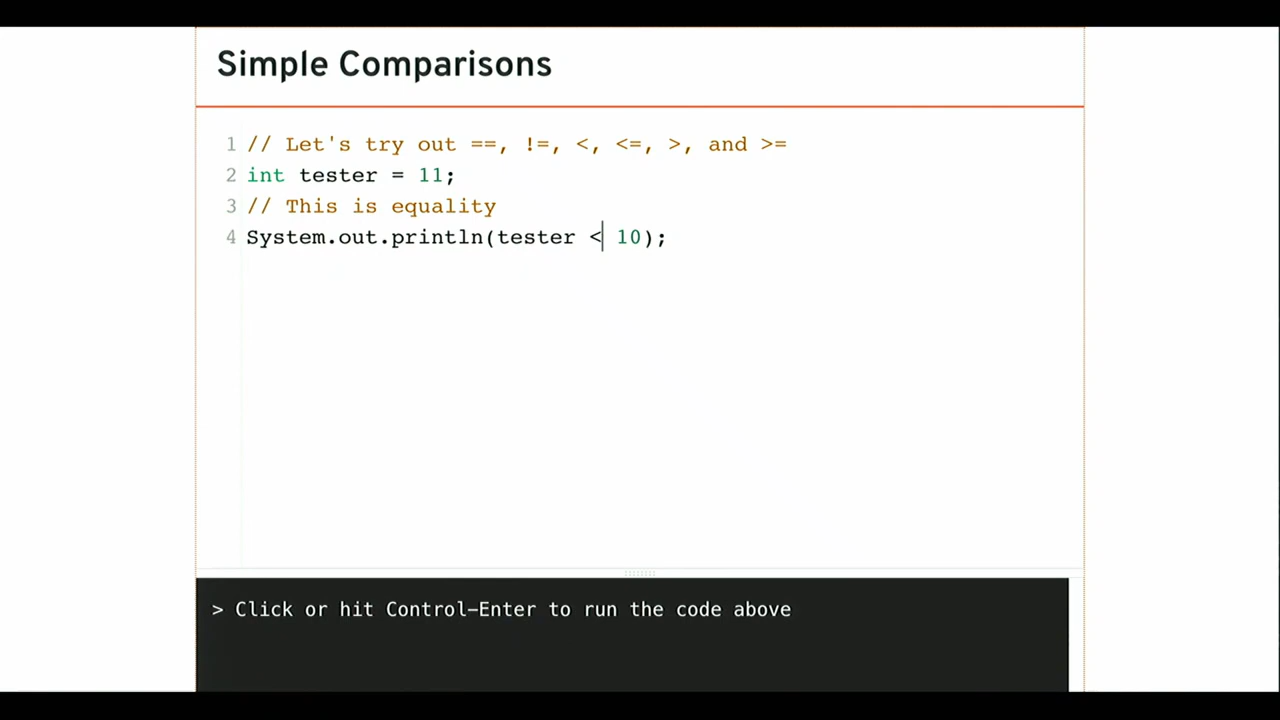 Simple Comparisons
1 // Let's try out ==, !=, <, <=, >, and >=
2 int tester = 11;
3 // This is equality
4 System.out.println(tester < 10);
> Click or hit Control-Enter to run the code above